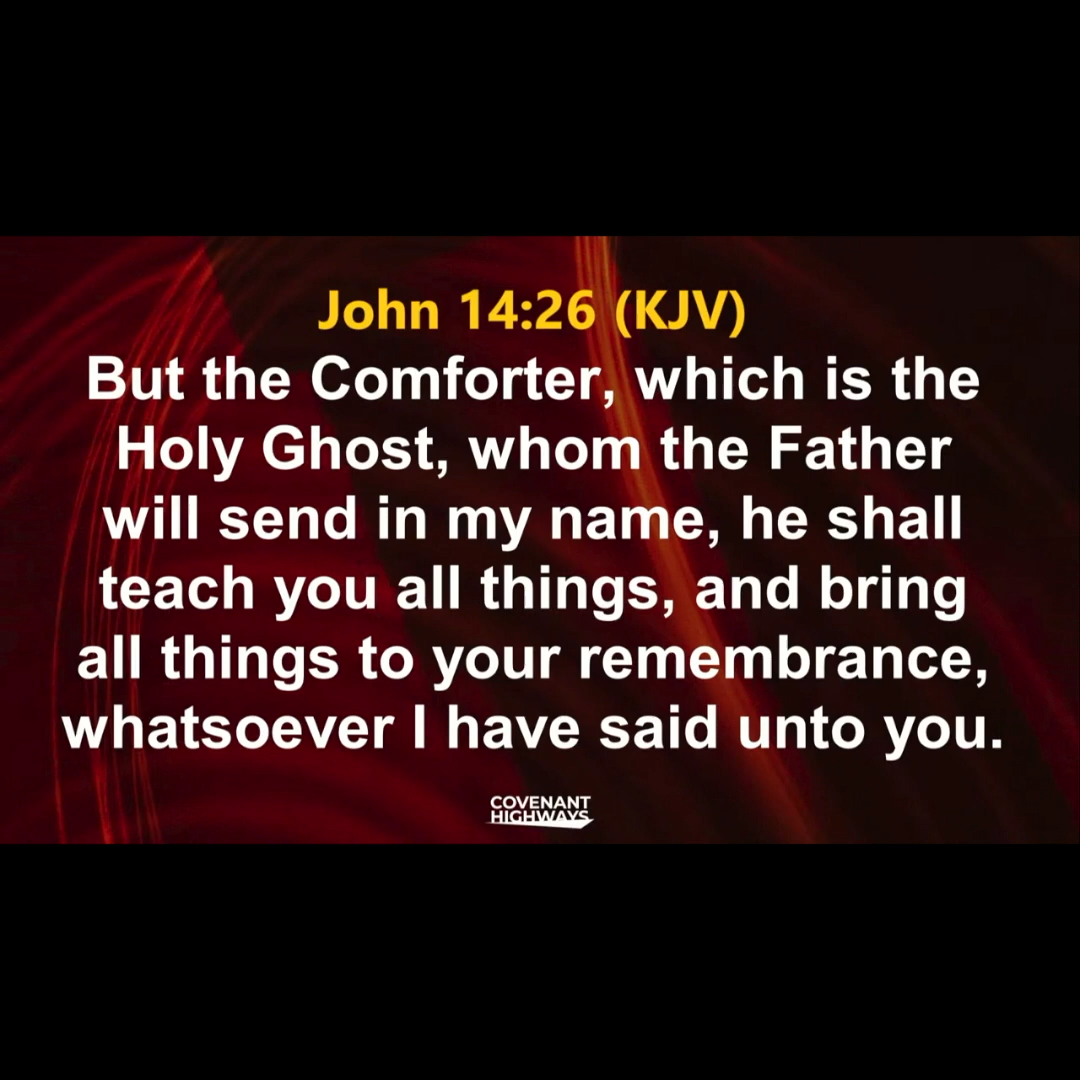 John 14:26 (KJV)
But the Comforter, which is the
Holy Ghost, whom the Father
will send in my name, he shall
teach you all things, and bring
all things to your remembrance,
whatsoever I have said unto you.
COVENANT
HIGHWAYS